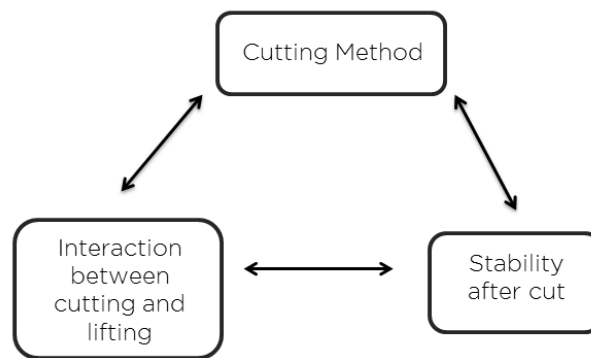 Cutting Method
Interaction
between
cutting and
lifting
Stability
after cut